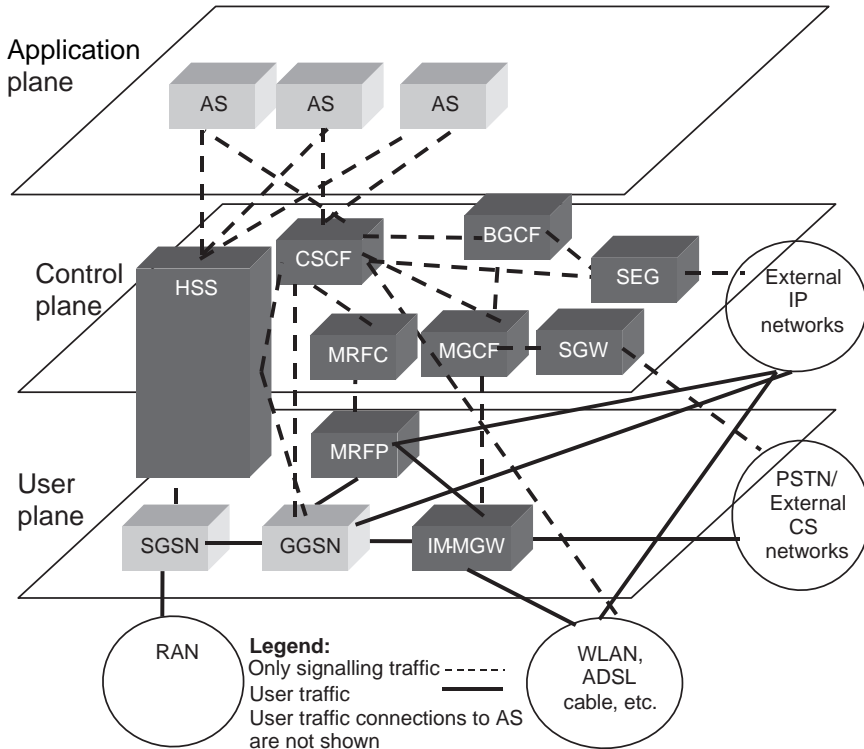 Application
plane
AS
AS
AS
Control
plane
HSS
CSCF
BGCF
SEG
External
IP
networks
MRFC
MGCF
SGW
User
plane
MRFP
PSTN/
External
CS
networks
SGSN
GGSN
IM-MGW
RAN
Legend:
Only signalling traffic
User traffic
User traffic connections to AS
are not shown
WLAN,
ADSL
cable, etc.